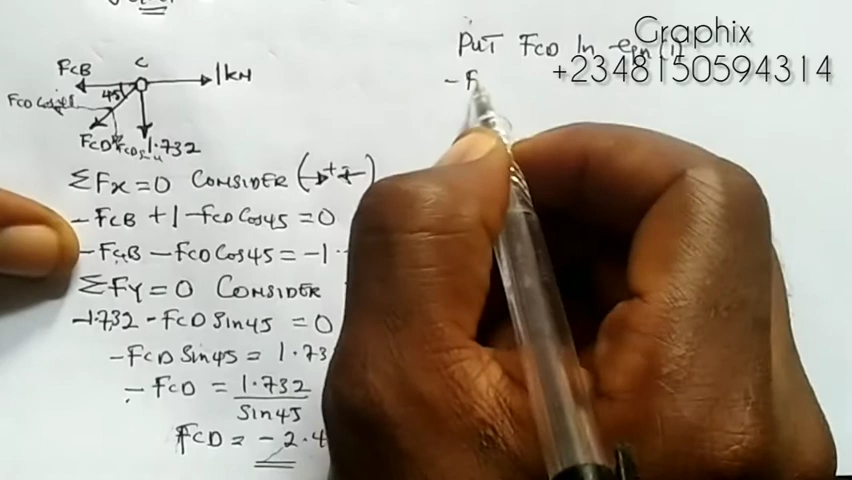 Graphix
+2348150594314
PUT FCD In eqn (1)
- F
C
FCB
1KN
45
FCD Cos45
FCD
1.732
ΣFx = 0 CONSIDER (→+
-FCB + 1 - FCD Cos45 = 0
-FCB - FCD Cos45 = -1
ΣFy = 0 CONSIDER
-1.732 - FCD Sin45 = 0
-FCD Sin45 = 1.73
- FCD = 1.732
Sin45
FCD = -2.4